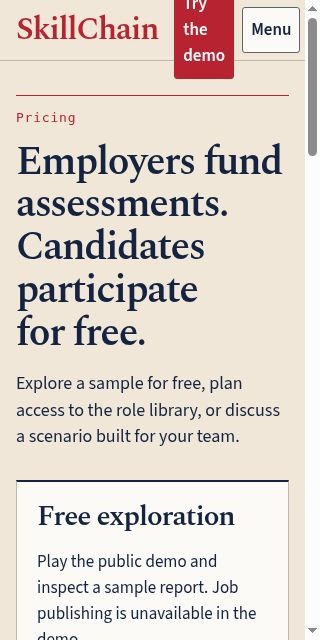 SkillChain
Try
the
demo
Menu
Pricing
Employers fund
assessments.
Candidates
participate
for free.
Explore a sample for free, plan
access to the role library, or discuss
a scenario built for your team.
Free exploration
Play the public demo and
inspect a sample report. Job
publishing is unavailable in the
demo.